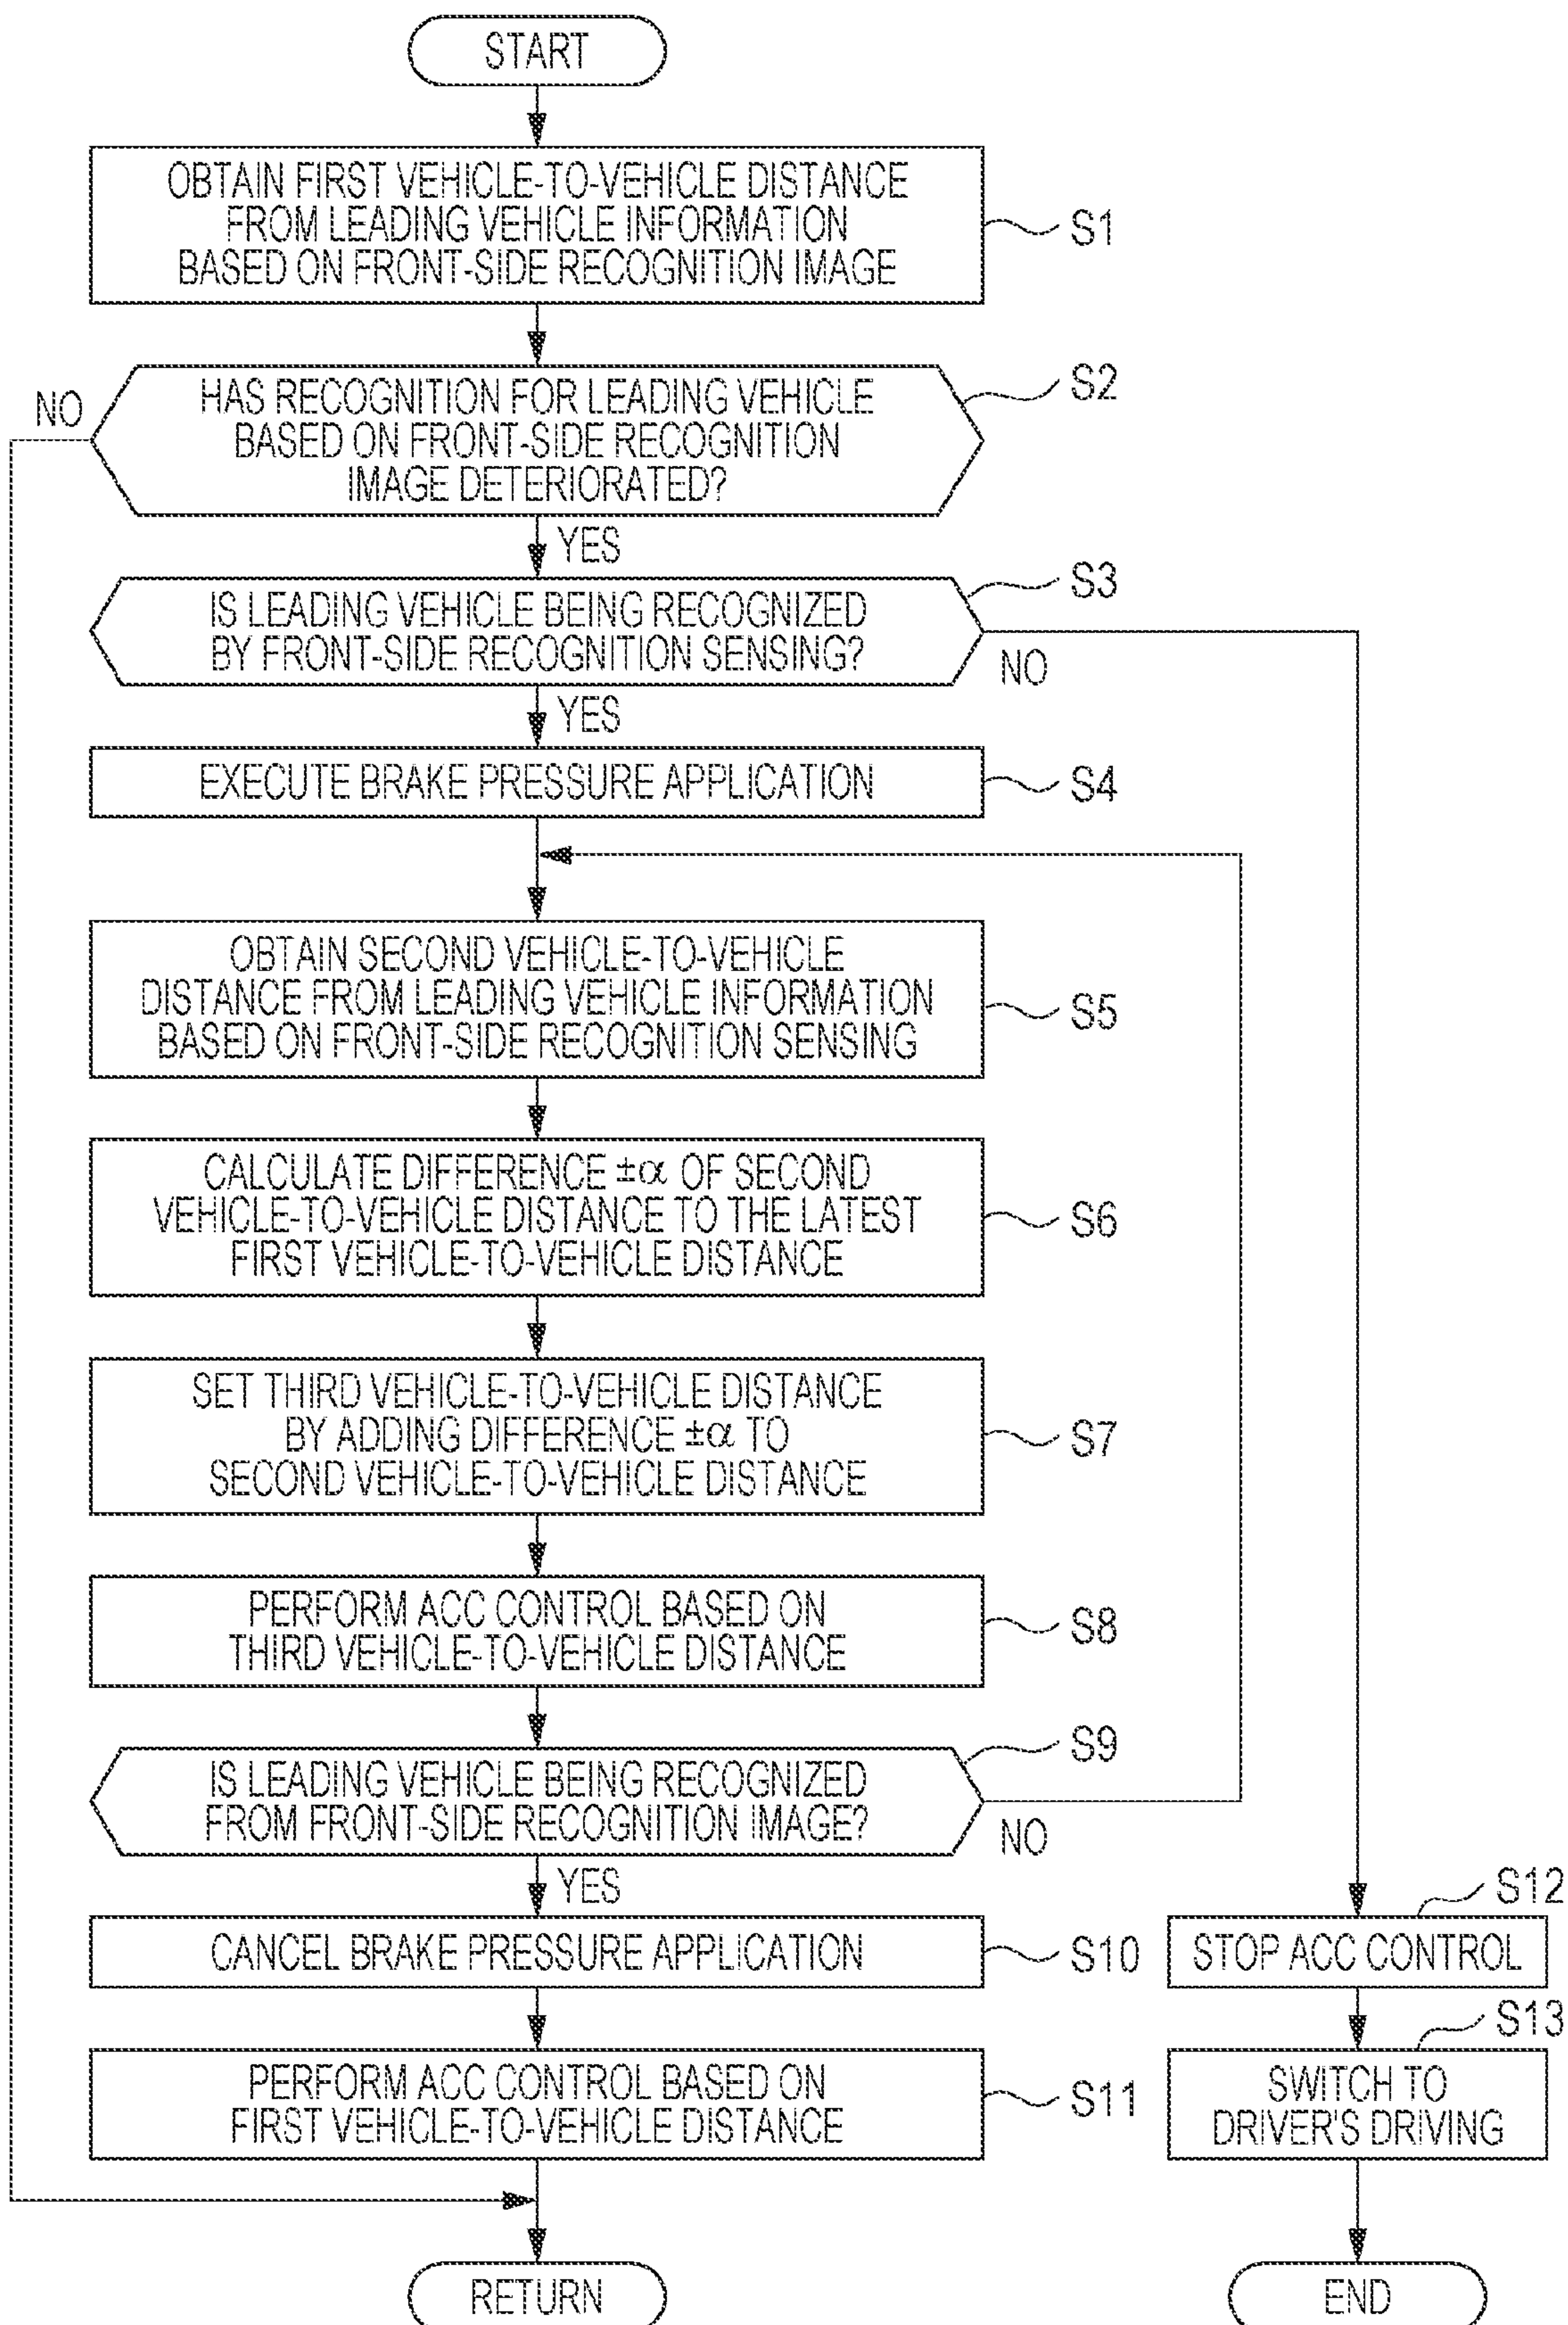 START
OBTAIN FIRST VEHICLE-TO-VEHICLE DISTANCE
FROM LEADING VEHICLE INFORMATION
BASED ON FRONT-SIDE RECOGNITION IMAGE
S1
HAS RECOGNITION FOR LEADING VEHICLE
BASED ON FRONT-SIDE RECOGNITION
IMAGE DETERIORATED?
S2
NO
YES
IS LEADING VEHICLE BEING RECOGNIZED
BY FRONT-SIDE RECOGNITION SENSING?
S3
NO
YES
EXECUTE BRAKE PRESSURE APPLICATION
S4
OBTAIN SECOND VEHICLE-TO-VEHICLE
DISTANCE FROM LEADING VEHICLE INFORMATION
BASED ON FRONT-SIDE RECOGNITION SENSING
S5
CALCULATE DIFFERENCE ±α OF SECOND
VEHICLE-TO-VEHICLE DISTANCE TO THE LATEST
FIRST VEHICLE-TO-VEHICLE DISTANCE
S6
SET THIRD VEHICLE-TO-VEHICLE DISTANCE
BY ADDING DIFFERENCE ±α TO
SECOND VEHICLE-TO-VEHICLE DISTANCE
S7
PERFORM ACC CONTROL BASED ON
THIRD VEHICLE-TO-VEHICLE DISTANCE
S8
IS LEADING VEHICLE BEING RECOGNIZED
FROM FRONT-SIDE RECOGNITION IMAGE?
S9
NO
YES
CANCEL BRAKE PRESSURE APPLICATION
S10
PERFORM ACC CONTROL BASED ON
FIRST VEHICLE-TO-VEHICLE DISTANCE
S11
RETURN
S12
STOP ACC CONTROL
S13
SWITCH TO
DRIVER'S DRIVING
END